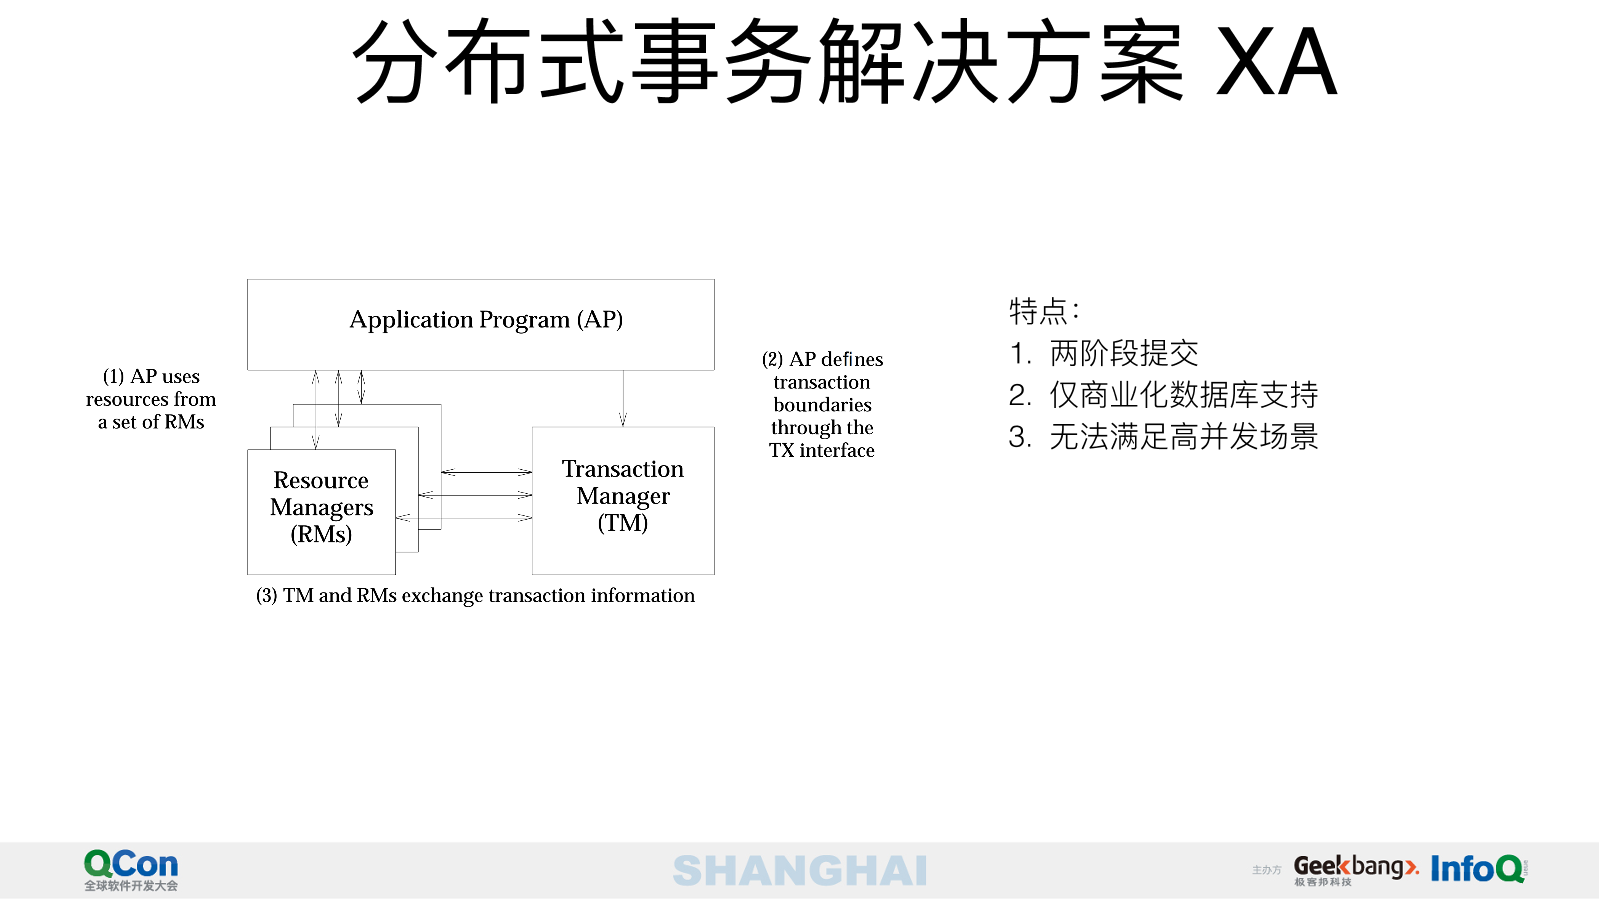 分布式事务解决方案 XA
Application Program (AP)
(1) AP uses
resources from
a set of RMs
(2) AP defines
transaction
boundaries
through the
TX interface
Resource
Managers
(RMs)
Transaction
Manager
(TM)
(3) TM and RMs exchange transaction information
特点：
1. 两阶段提交
2. 仅商业化数据库支持
3. 无法满足高并发场景
QCon
全球软件开发大会
SHANGHAI
主办方
Geekbang>.
极客邦科技
InfoQ